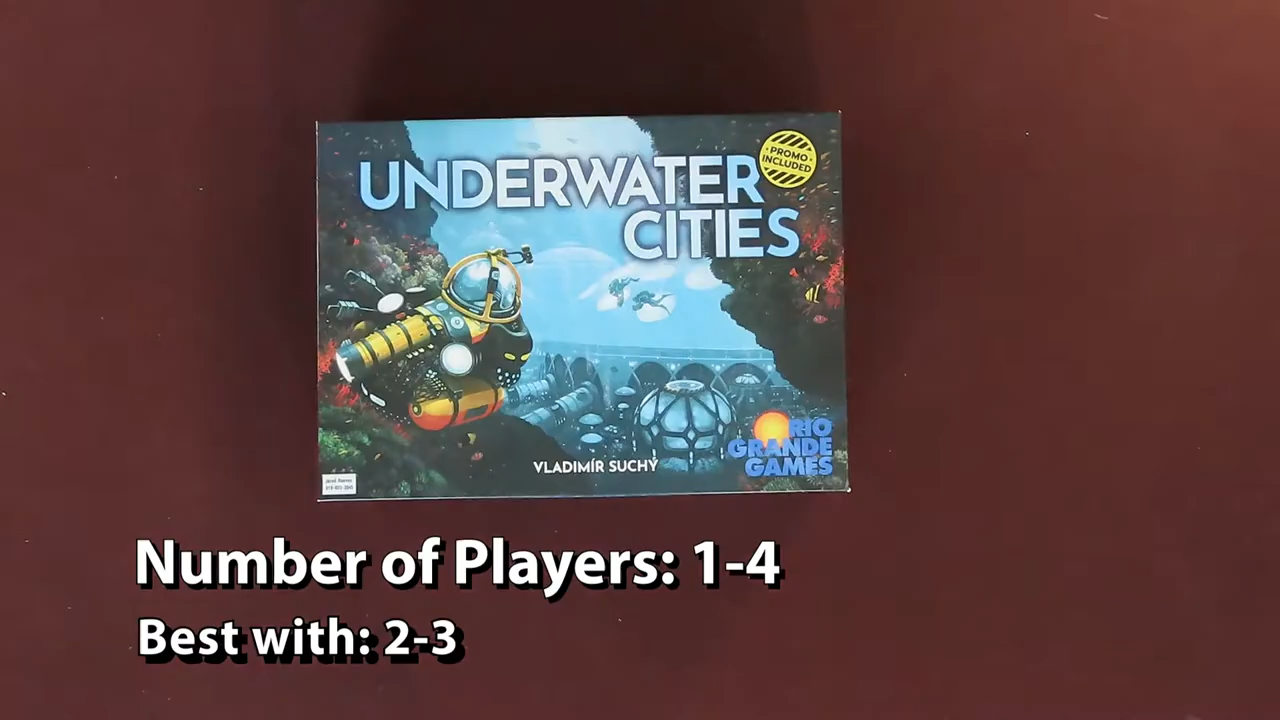 UNDERWATER
CITIES
PROMO
INCLUDED
VLADIMÍR SUCHÝ
RIO
GRANDE
GAMES
Number of Players: 1-4
Best with: 2-3